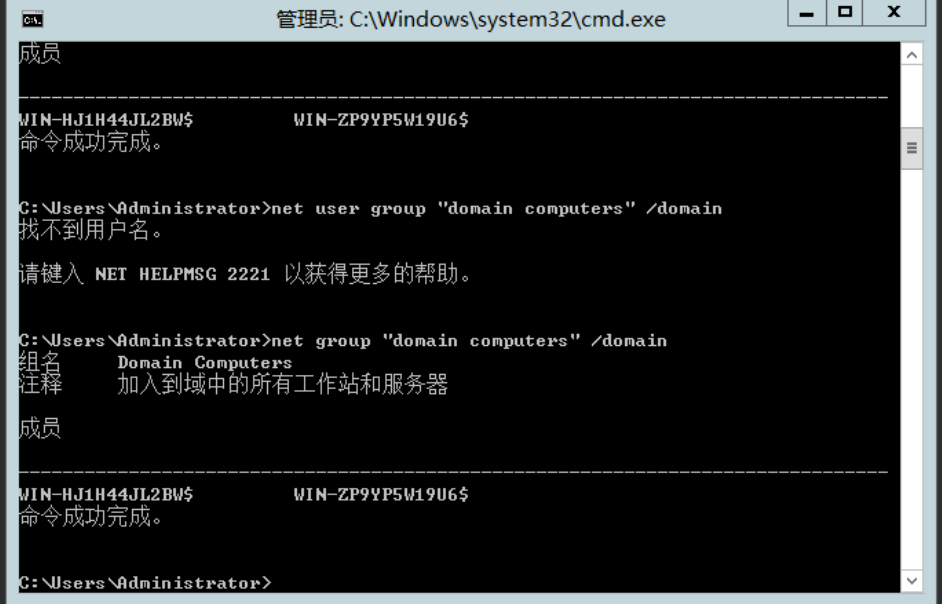 管理员: C:\Windows\system32\cmd.exe
成员
-------------------------------------------------------------------------------
WIN-HJ1H44JL2BW$         WIN-ZP9YP5W19U6$
命令成功完成。
C:\Users\Administrator>net user group "domain computers" /domain
找不到用户名。
请键入 NET HELPMSG 2221 以获得更多的帮助。
C:\Users\Administrator>net group "domain computers" /domain
组名     Domain Computers
注释     加入到域中的所有工作站和服务器
成员
-------------------------------------------------------------------------------
WIN-HJ1H44JL2BW$         WIN-ZP9YP5W19U6$
命令成功完成。
C:\Users\Administrator>